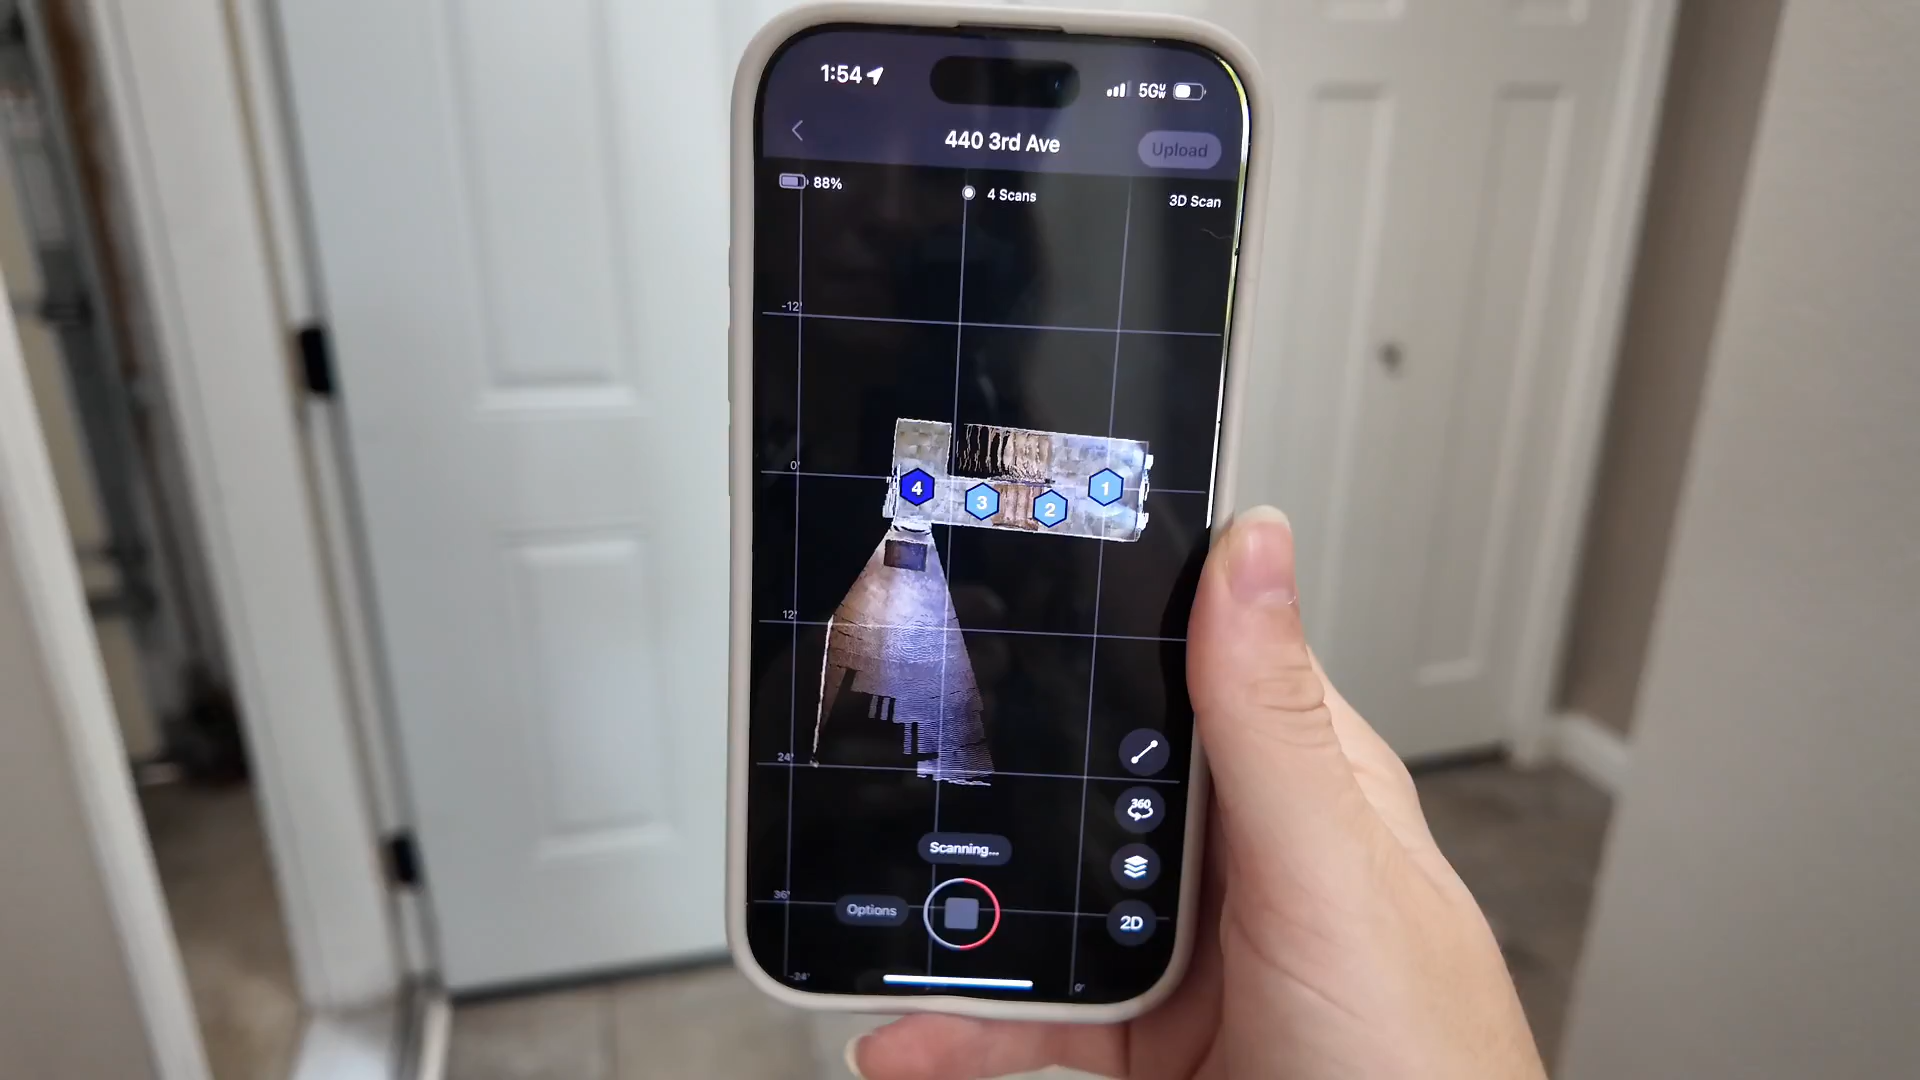 1:54 5GUW
440 3rd Ave
Upload
88% 4 Scans 3D Scan
-12'
0'
4 3 2 1
12'
24'
360
Scanning...
36'
Options
2D
-24' 0'